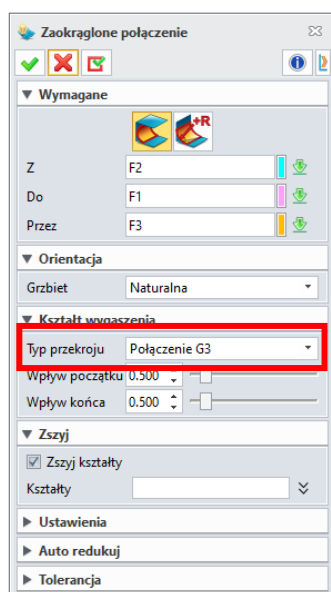 Zaokrąglone połączenie
▼ Wymagane
+R
Z F2
Do F1
Przez F3
▼ Orientacja
Grzbiet Naturalna
▼ Kształt wygaszenia
Typ przekroju Połączenie G3
Wpływ początku 0.500
Wpływ końca 0.500
▼ Zszyj
Zszyj kształty
Kształty
▶ Ustawienia
▶ Auto redukuj
▶ Tolerancja